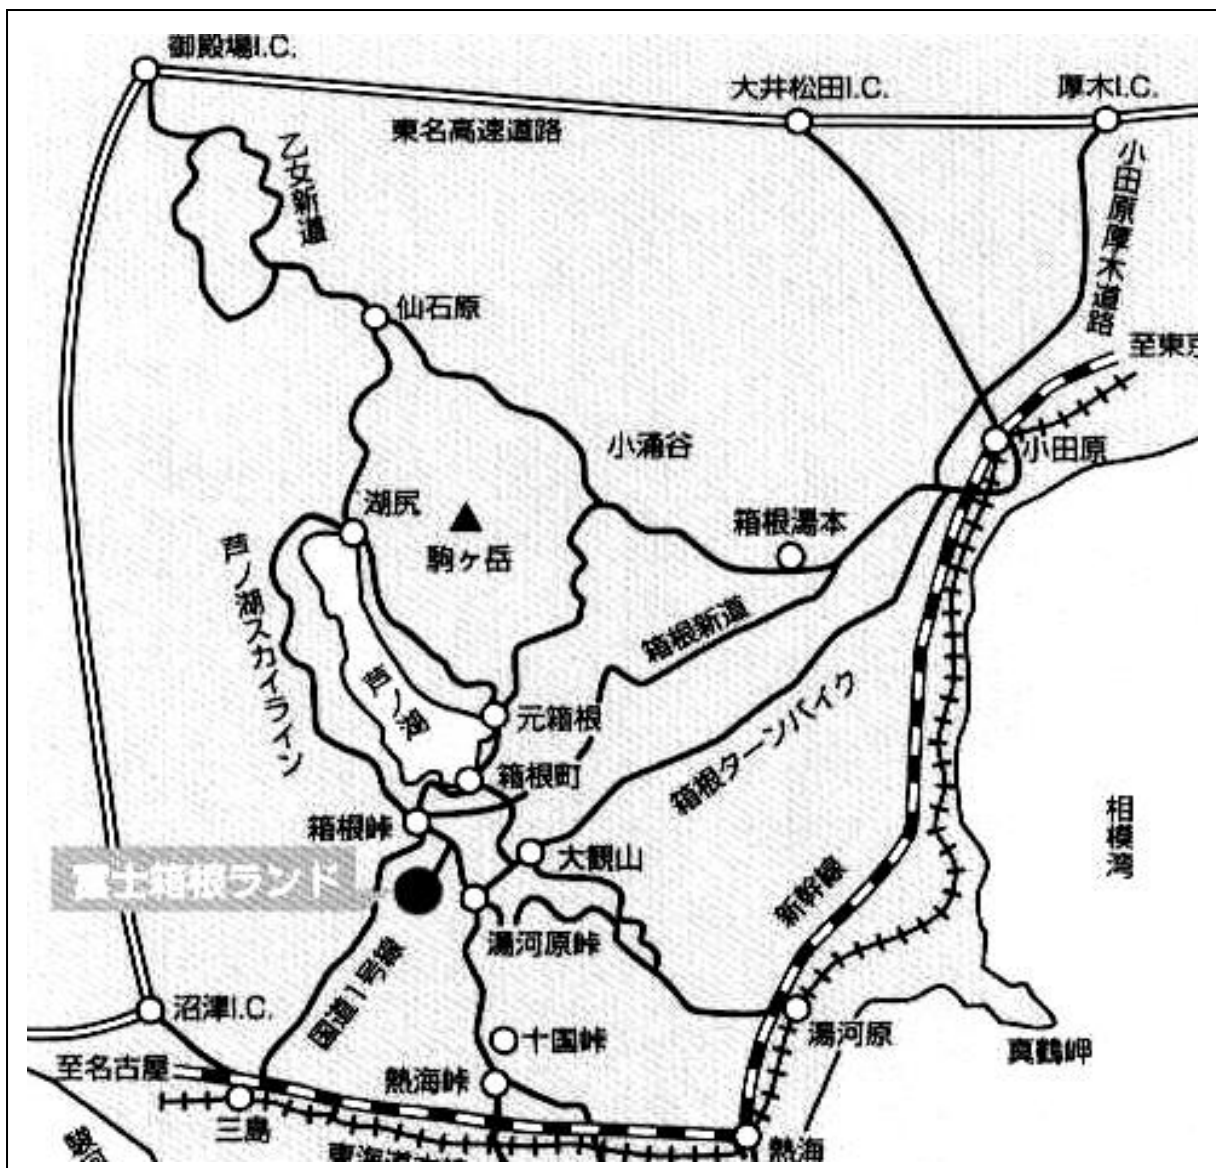 御殿場I.C.
大井松田I.C.
厚木I.C.
東名高速道路
乙女新道
小田原厚木道路
仙石原
至東京
小涌谷
小田原
湖尻
箱根湯本
駒ヶ岳
芦ノ湖スカイライン
箱根新道
芦ノ湖
元箱根
箱根ターンパイク
箱根町
箱根峠
相模湾
大観山
富士箱根ランド
新幹線
湯河原峠
国道1号線
沼津I.C.
湯河原
十国峠
真鶴岬
至名古屋
熱海峠
三島
熱海